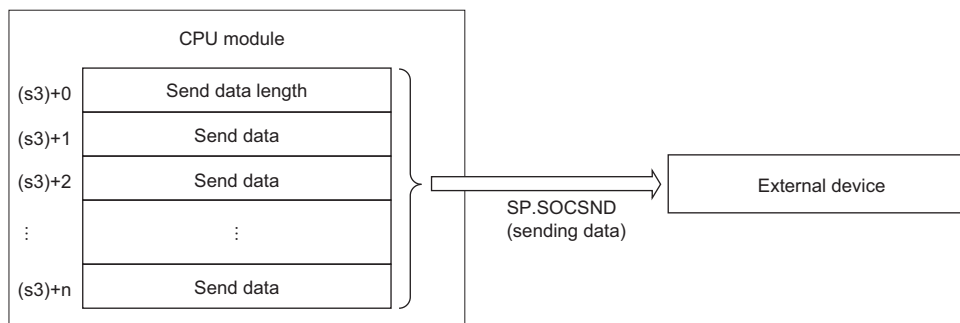 CPU module
(s3)+0 Send data length
(s3)+1 Send data
(s3)+2 Send data
⋮ ⋮
(s3)+n Send data
SP.SOCSND
(sending data)
External device